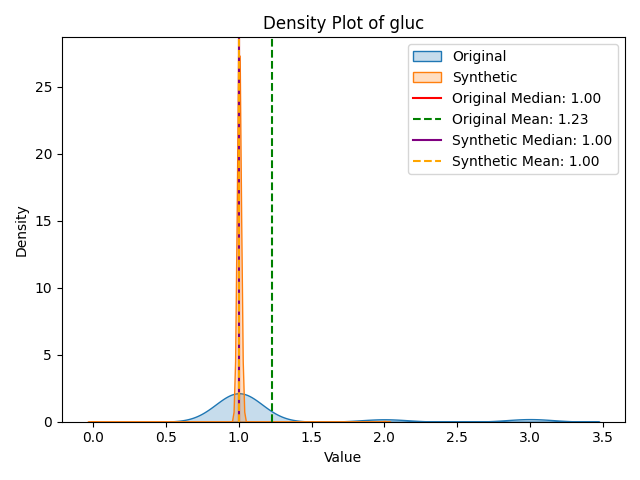 Density Plot of gluc
Original
Synthetic
Original Median: 1.00
Original Mean: 1.23
Synthetic Median: 1.00
Synthetic Mean: 1.00
Density
25
20
15
10
5
0
0.0 0.5 1.0 1.5 2.0 2.5 3.0 3.5
Value